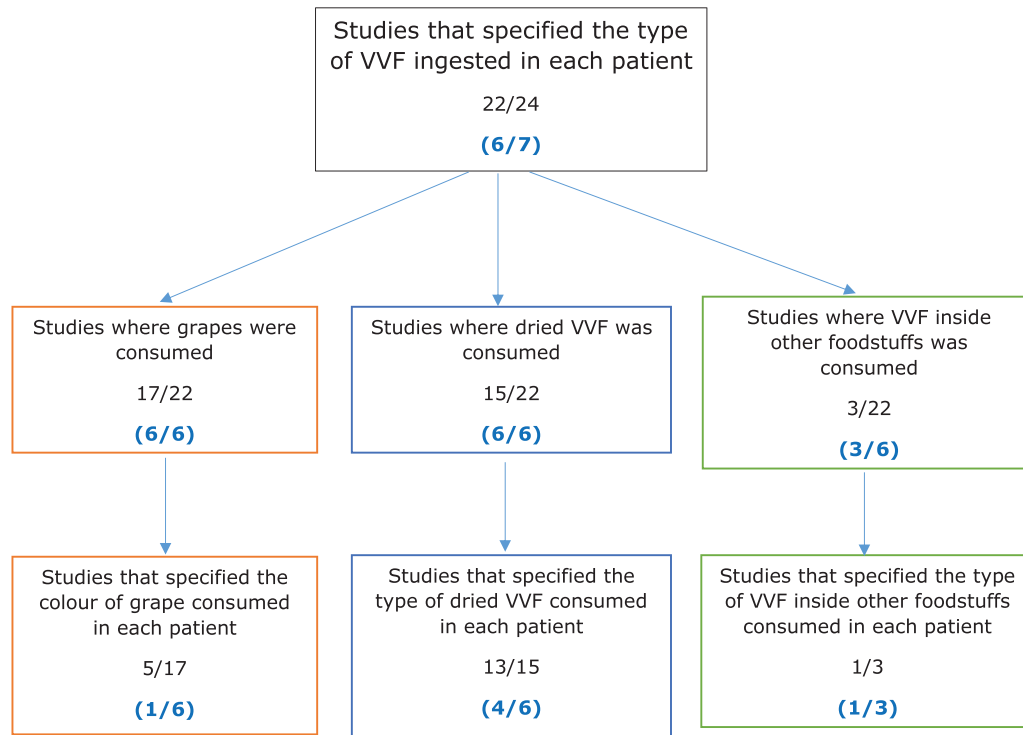 Studies that specified the type
of VVF ingested in each patient
22/24
(6/7)
Studies where grapes were
consumed
17/22
(6/6)
Studies where dried VVF was
consumed
15/22
(6/6)
Studies where VVF inside
other foodstuffs was
consumed
3/22
(3/6)
Studies that specified the
colour of grape consumed
in each patient
5/17
(1/6)
Studies that specified the
type of dried VVF consumed
in each patient
13/15
(4/6)
Studies that specified the type
of VVF inside other foodstuffs
consumed in each patient
1/3
(1/3)